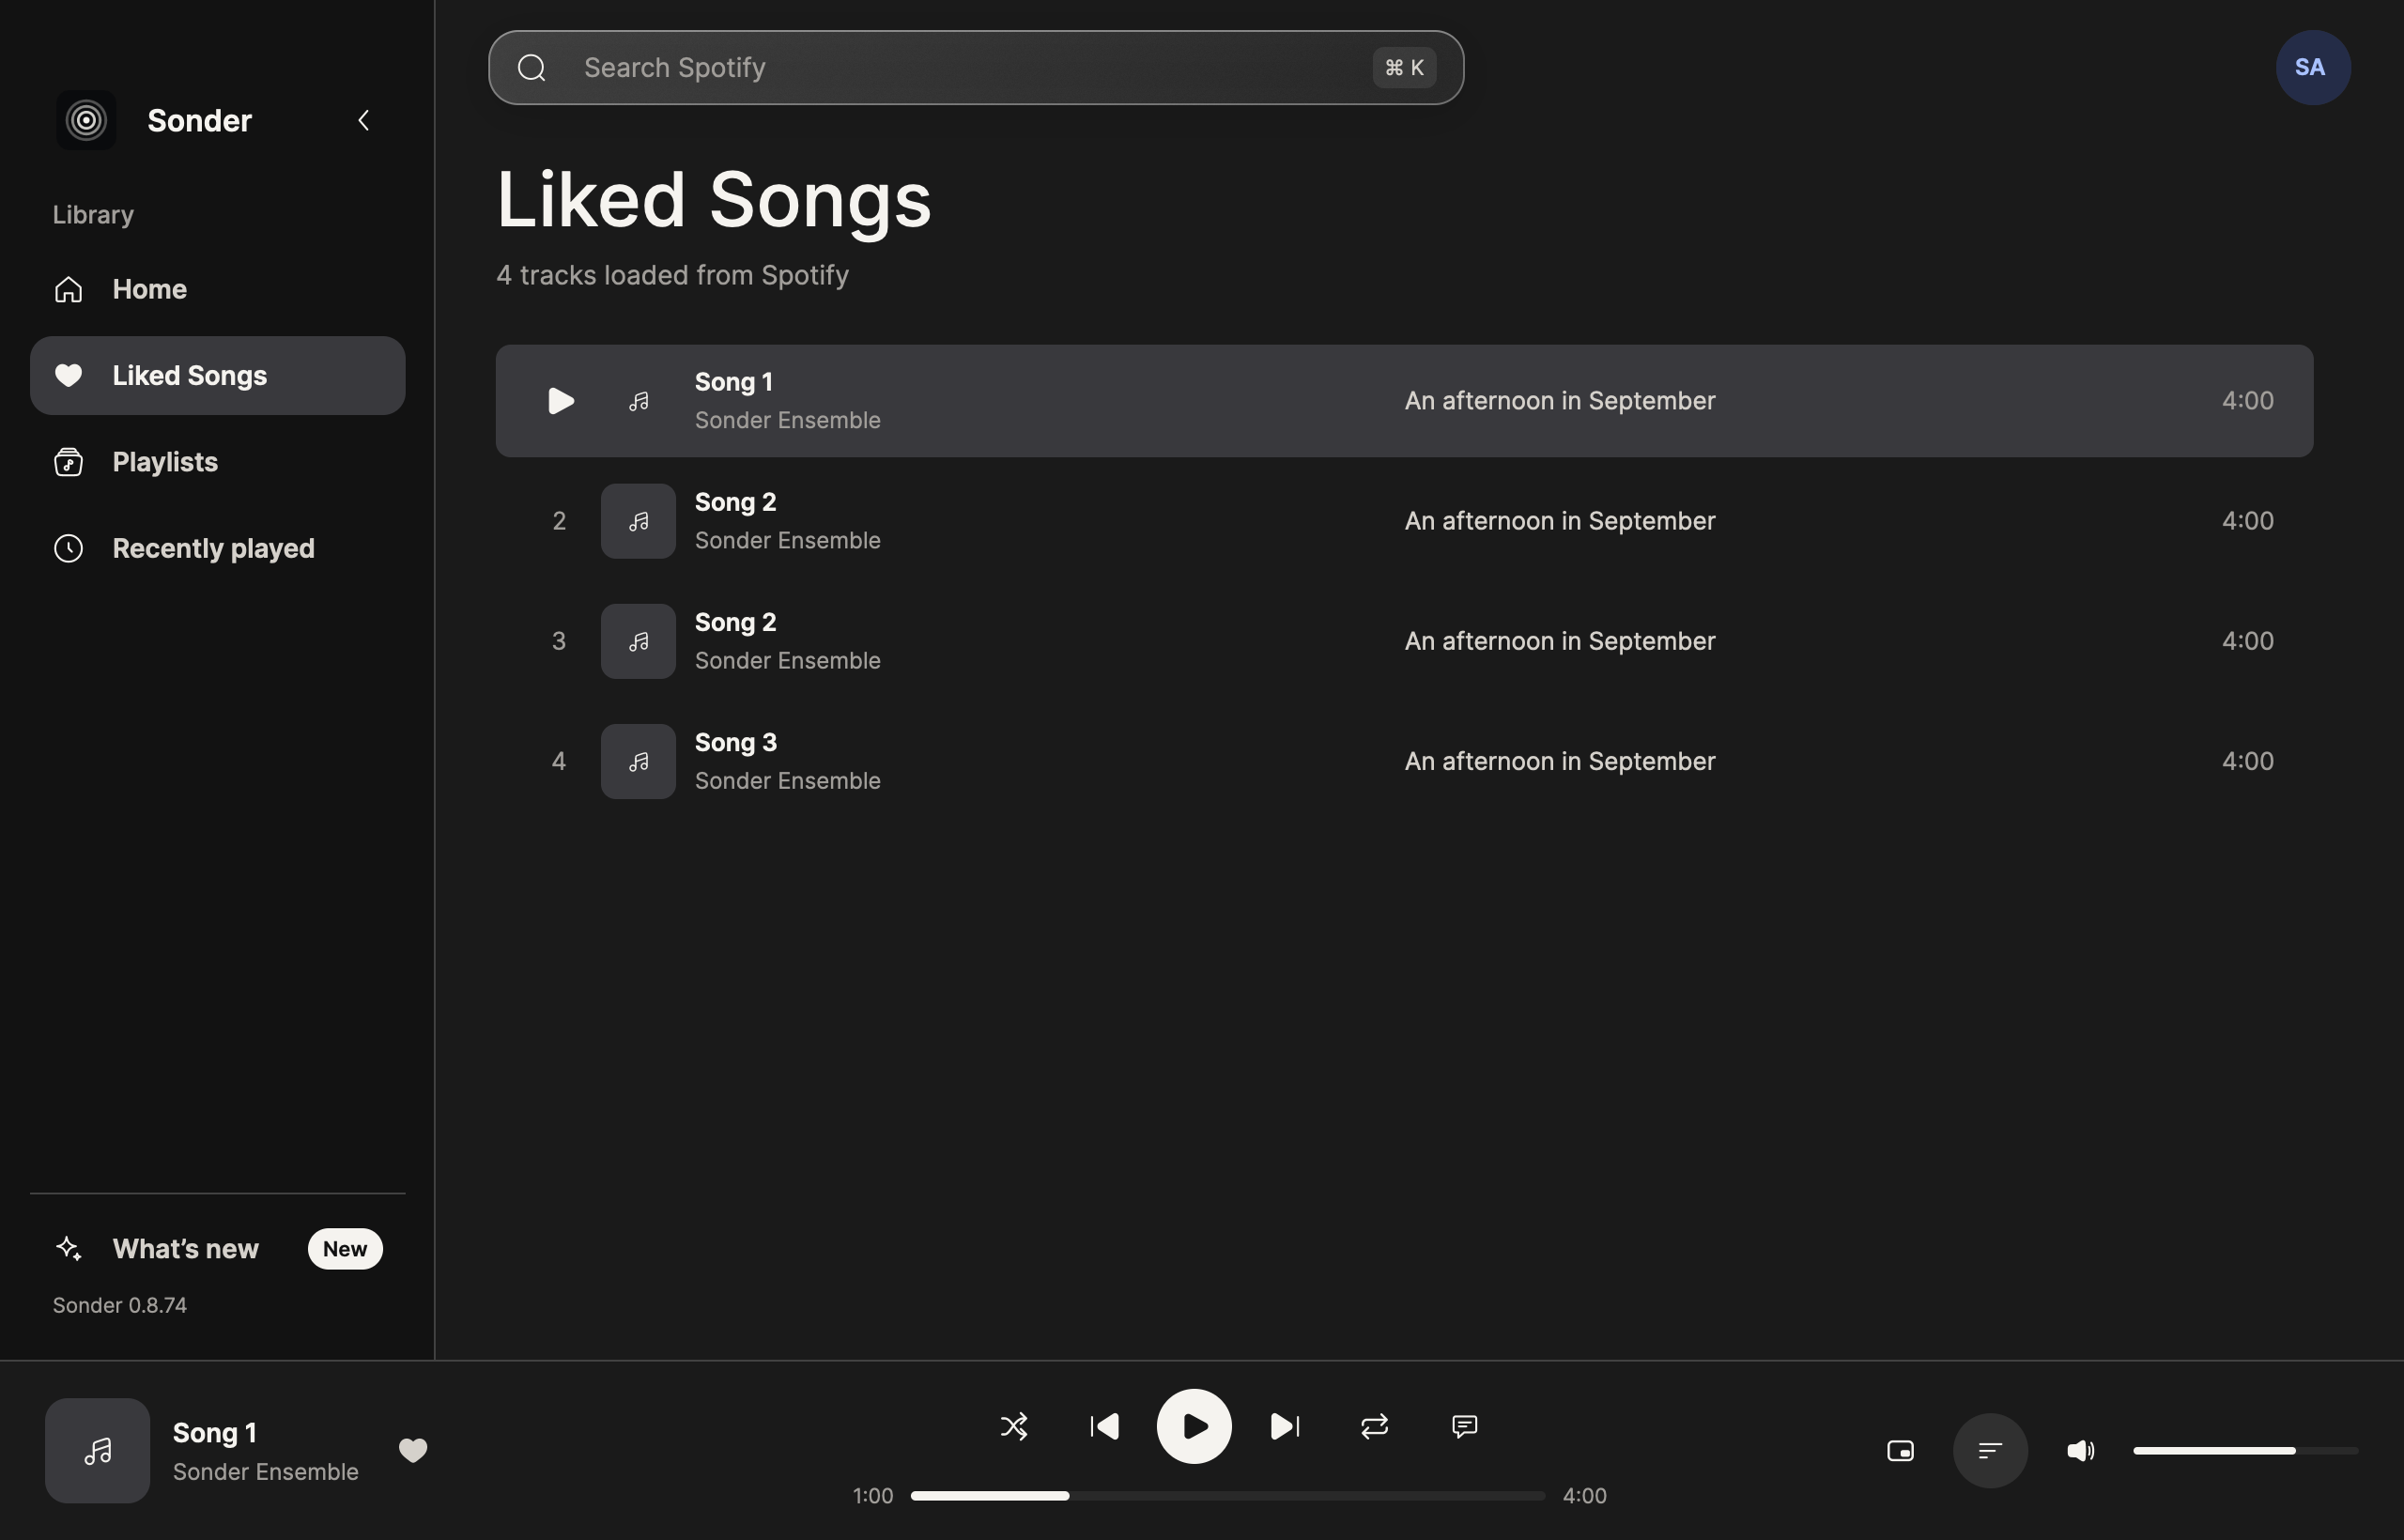 Search Spotify
⌘ K
SA
Sonder
Library
Home
Liked Songs
Playlists
Recently played
What’s new
New
Sonder 0.8.74
Liked Songs
4 tracks loaded from Spotify
Song 1
Sonder Ensemble
An afternoon in September
4:00
2
Song 2
Sonder Ensemble
An afternoon in September
4:00
3
Song 2
Sonder Ensemble
An afternoon in September
4:00
4
Song 3
Sonder Ensemble
An afternoon in September
4:00
Song 1
Sonder Ensemble
1:00
4:00